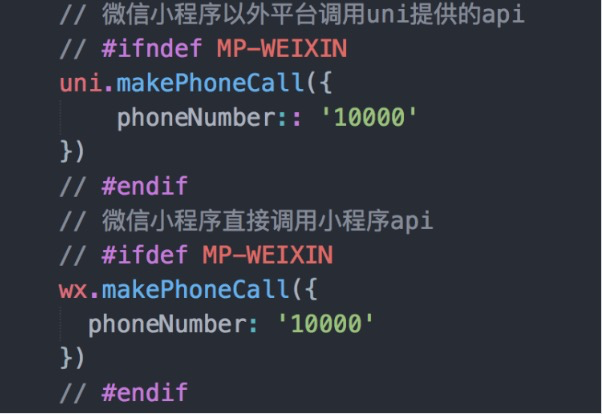 // 微信小程序以外平台调用uni提供的api
// #ifndef MP-WEIXIN
uni.makePhoneCall({
    phoneNumber:: '10000'
})
// #endif
// 微信小程序直接调用小程序api
// #ifdef MP-WEIXIN
wx.makePhoneCall({
  phoneNumber: '10000'
})
// #endif